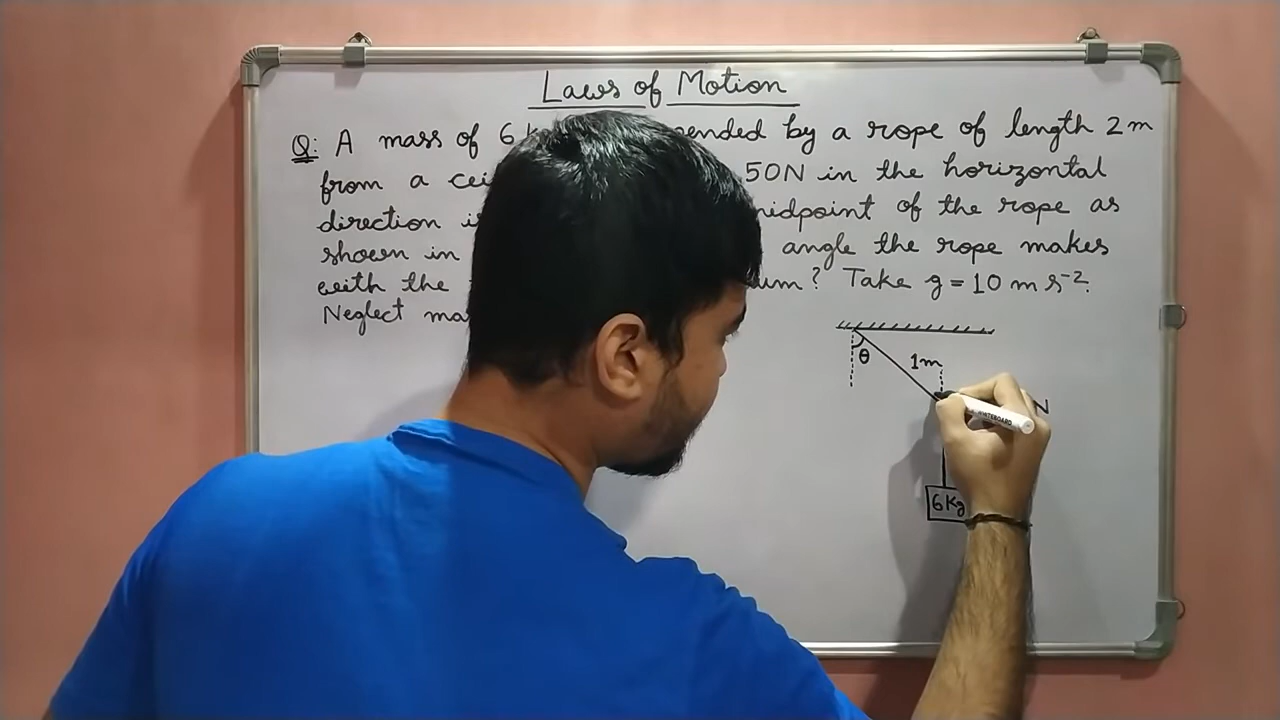 Laws of Motion
Q: A mass of 6 pended by a rope of length 2 m
from a cei 50N in the horizontal
direction i midpoint of the rope as
shown in angle the rope makes
with the um? Take g = 10 m s⁻².
Neglect ma
θ 1m
N
WHITEBOARD
6 Kg